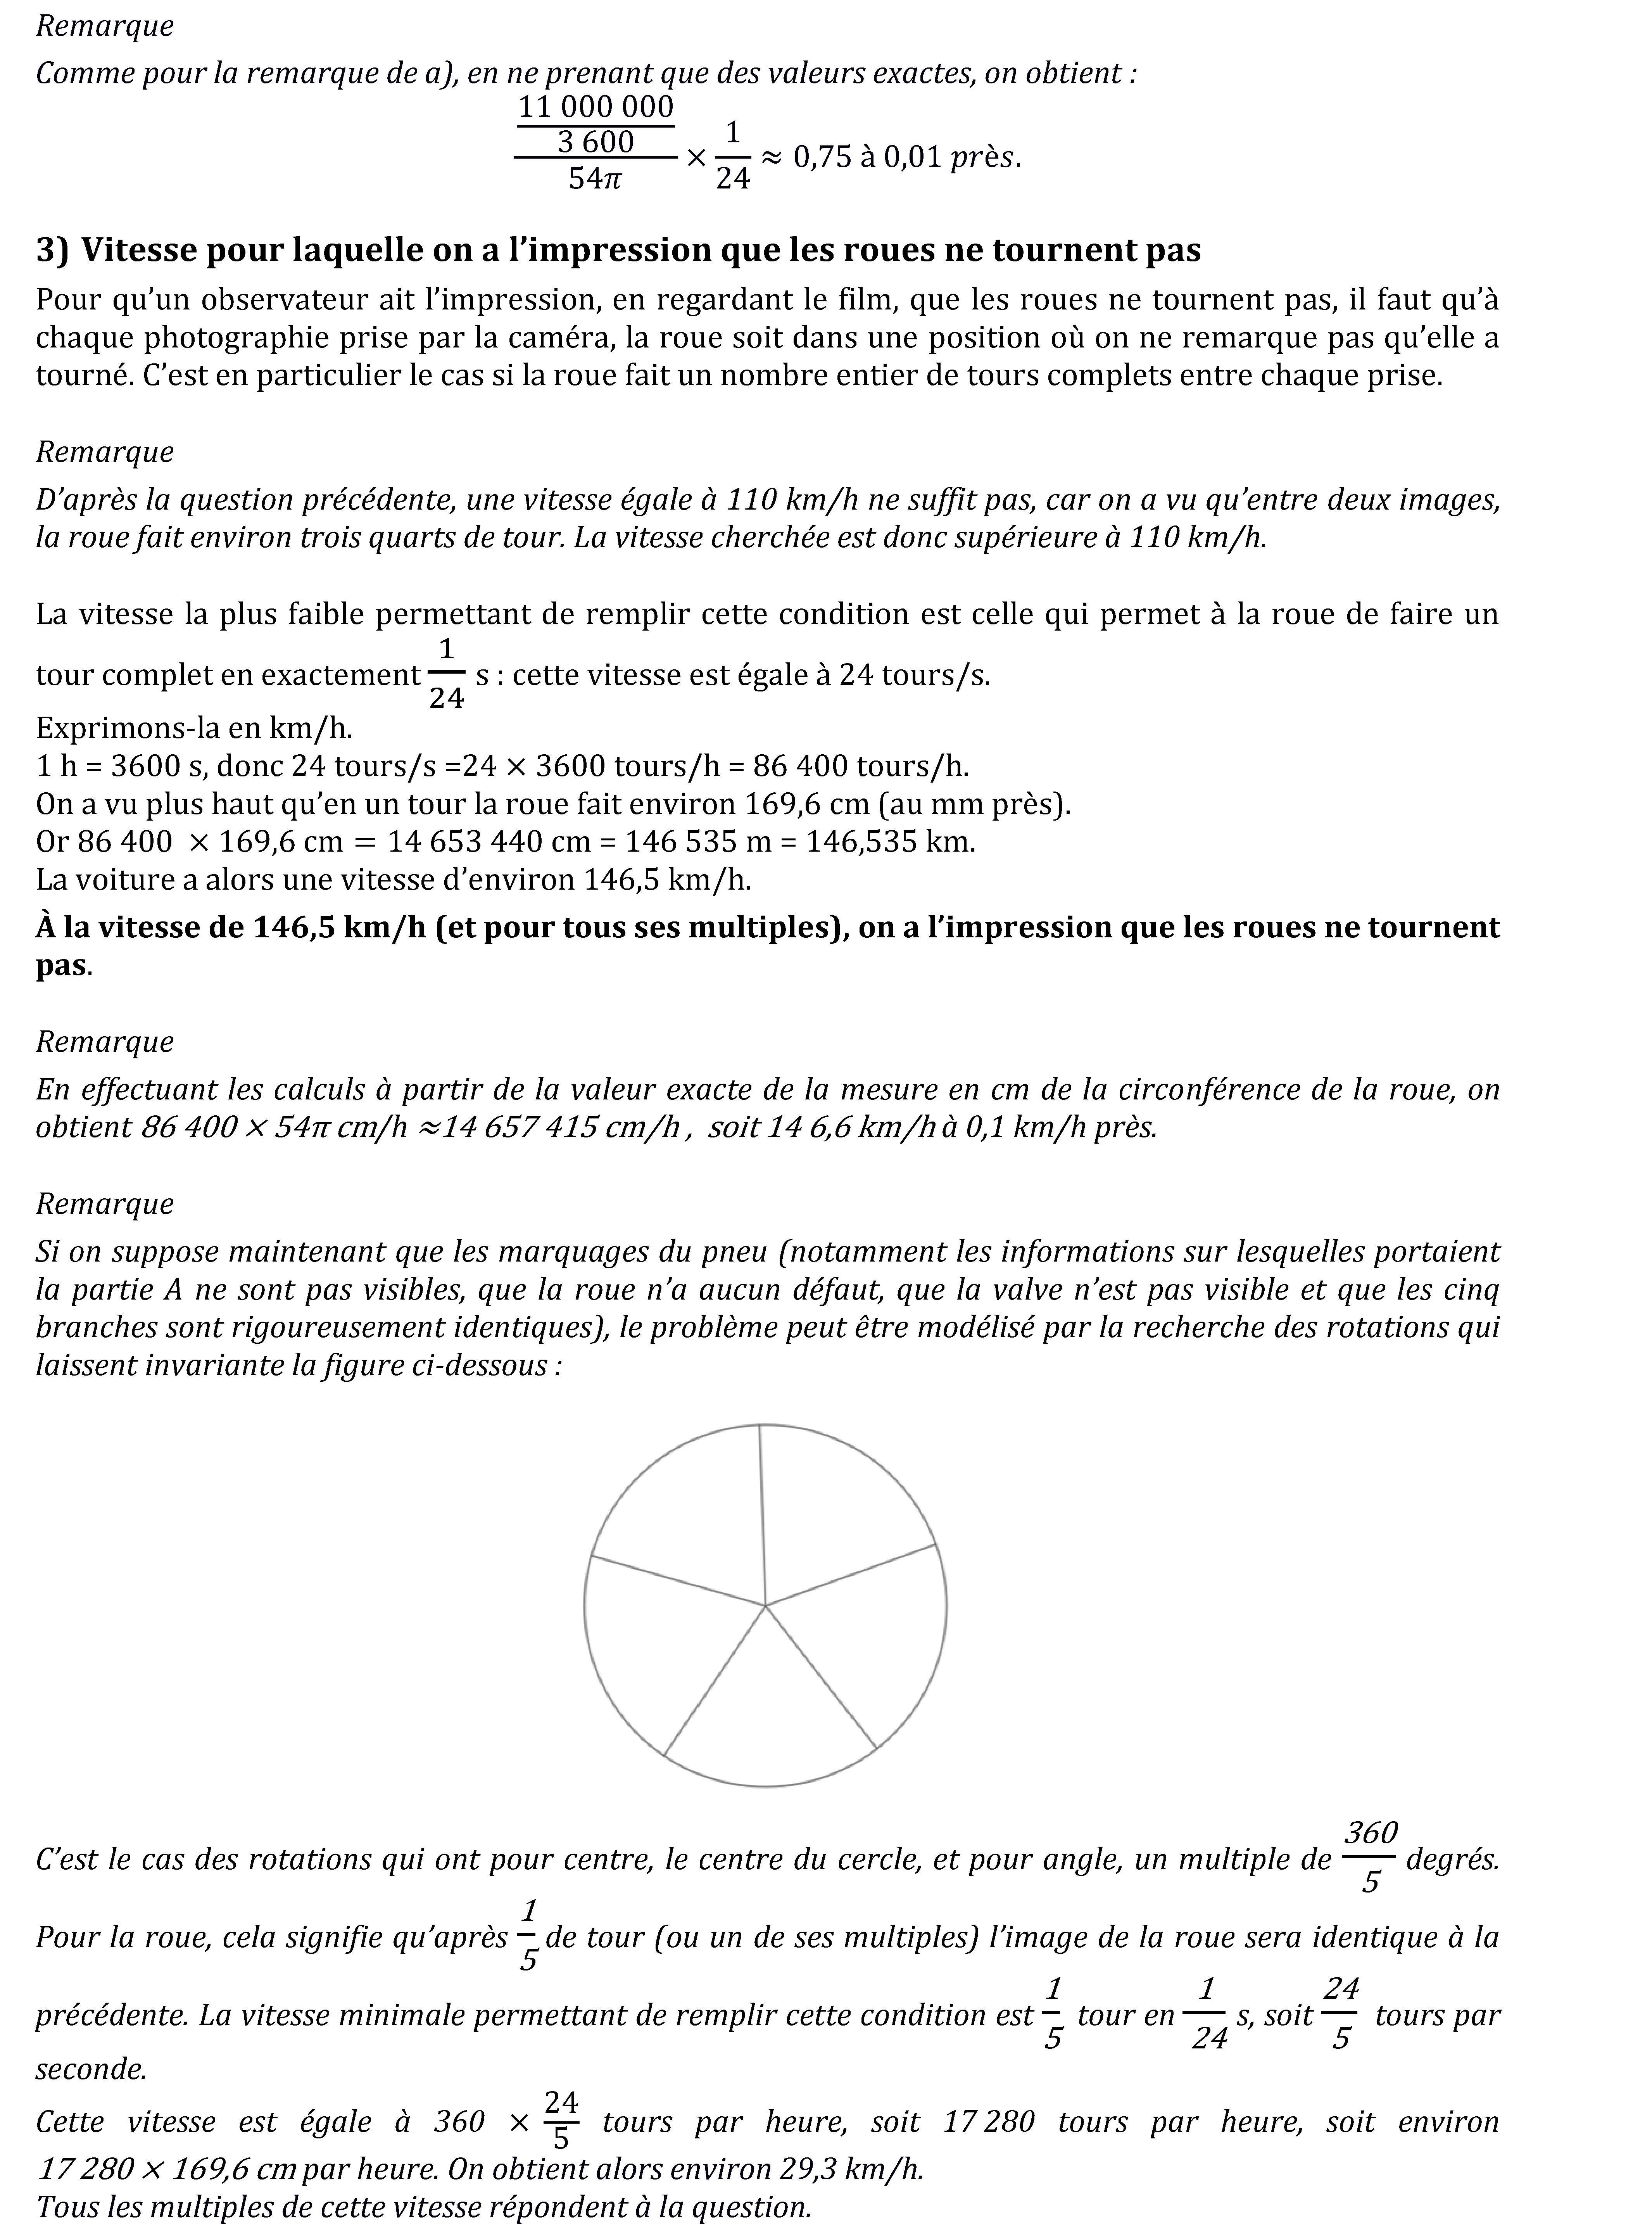 Remarque
Comme pour la remarque de a), en ne prenant que des valeurs exactes, on obtient :
11 000 000
3 600
54π
× 1/24 ≈ 0,75 à 0,01 près.
3) Vitesse pour laquelle on a l’impression que les roues ne tournent pas
Pour qu’un observateur ait l’impression, en regardant le film, que les roues ne tournent pas, il faut qu’à
chaque photographie prise par la caméra, la roue soit dans une position où on ne remarque pas qu’elle a
tourné. C’est en particulier le cas si la roue fait un nombre entier de tours complets entre chaque prise.
Remarque
D’après la question précédente, une vitesse égale à 110 km/h ne suffit pas, car on a vu qu’entre deux images,
la roue fait environ trois quarts de tour. La vitesse cherchée est donc supérieure à 110 km/h.
La vitesse la plus faible permettant de remplir cette condition est celle qui permet à la roue de faire un
tour complet en exactement 1/24 s : cette vitesse est égale à 24 tours/s.
Exprimons-la en km/h.
1 h = 3600 s, donc 24 tours/s =24 × 3600 tours/h = 86 400 tours/h.
On a vu plus haut qu’en un tour la roue fait environ 169,6 cm (au mm près).
Or 86 400 × 169,6 cm = 14 653 440 cm = 146 535 m = 146,535 km.
La voiture a alors une vitesse d’environ 146,5 km/h.
À la vitesse de 146,5 km/h (et pour tous ses multiples), on a l’impression que les roues ne tournent
pas.
Remarque
En effectuant les calculs à partir de la valeur exacte de la mesure en cm de la circonférence de la roue, on
obtient 86 400 × 54π cm/h ≈14 657 415 cm/h , soit 14 6,6 km/h à 0,1 km/h près.
Remarque
Si on suppose maintenant que les marquages du pneu (notamment les informations sur lesquelles portaient
la partie A ne sont pas visibles, que la roue n’a aucun défaut, que la valve n’est pas visible et que les cinq
branches sont rigoureusement identiques), le problème peut être modélisé par la recherche des rotations qui
laissent invariante la figure ci-dessous :
C’est le cas des rotations qui ont pour centre, le centre du cercle, et pour angle, un multiple de 360/5 degrés.
Pour la roue, cela signifie qu’après 1/5 de tour (ou un de ses multiples) l’image de la roue sera identique à la
précédente. La vitesse minimale permettant de remplir cette condition est 1/5 tour en 1/24 s, soit 24/5 tours par
seconde.
Cette vitesse est égale à 360 × 24/5 tours par heure, soit 17 280 tours par heure, soit environ
17 280 × 169,6 cm par heure. On obtient alors environ 29,3 km/h.
Tous les multiples de cette vitesse répondent à la question.